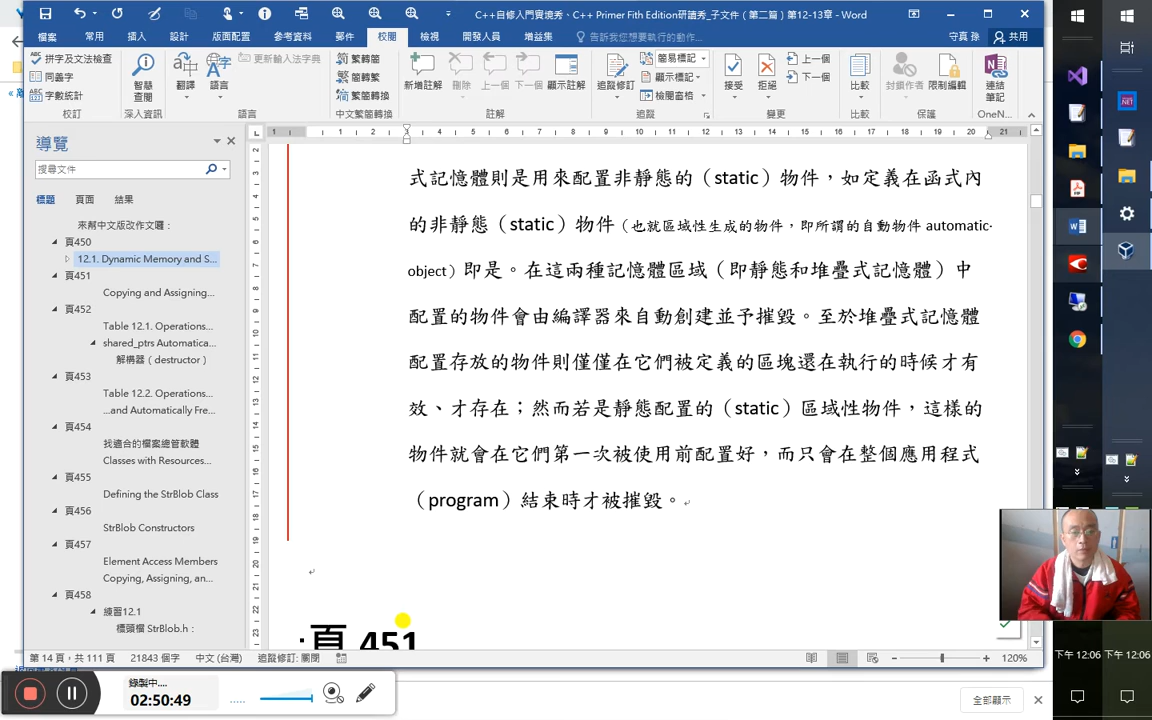 C++自修入門實境秀、C++ Primer Fith Edition研讀秀_子文件（第二篇）第12-13章 - Word
檔案 常用 插入 設計 版面配置 參考資料 郵件 校閱 檢視 開發人員 增益集 告訴我您想要執行的動作... 守真 孫 共用
拼字及文法檢查
同義字
字數統計
校訂
智慧查閱
深入資訊
翻譯 語言
更新輸入法字典
語言
繁轉簡
簡轉繁
繁簡轉換
中文繁簡轉換
新增註解 刪除 上一個 下一個 顯示註解
註解
追蹤修訂
簡易標記
顯示標記
檢閱窗格
追蹤
接受 拒絕
上一個
下一個
變更
比較
比較
封鎖作者 限制編輯
保護
連結筆記
OneN...
導覽
搜尋文件
標題 頁面 結果
來幫中文版改作文囉：
頁450
12.1. Dynamic Memory and S...
頁451
Copying and Assigning...
頁452
Table 12.1. Operations...
shared_ptrs Automatica...
解構器（destructor）
頁453
Table 12.2. Operations...
...and Automatically Fre...
頁454
找適合的檔案總管軟體
Classes with Resources...
頁455
Defining the StrBlob Class
頁456
StrBlob Constructors
頁457
Element Access Members
Copying, Assigning, an...
頁458
練習12.1
標頭檔 StrBlob.h：
式記憶體則是用來配置非靜態的（static）物件，如定義在函式內
的非靜態（static）物件（也就區域性生成的物件，即所謂的自動物件 automatic
object）即是。在這兩種記憶體區域（即靜態和堆疊式記憶體）中
配置的物件會由編譯器來自動創建並予摧毀。至於堆疊式記憶體
配置存放的物件則僅僅在它們被定義的區塊還在執行的時候才有
效、才存在；然而若是靜態配置的（static）區域性物件，這樣的
物件就會在它們第一次被使用前配置好，而只會在整個應用程式
（program）結束時才被摧毀。
頁 451
第 14 頁，共 111 頁 21843 個字 中文 (台灣) 追蹤修訂: 關閉 120%
錄製中....
02:50:49
全部顯示
下午 12:06 下午 12:06